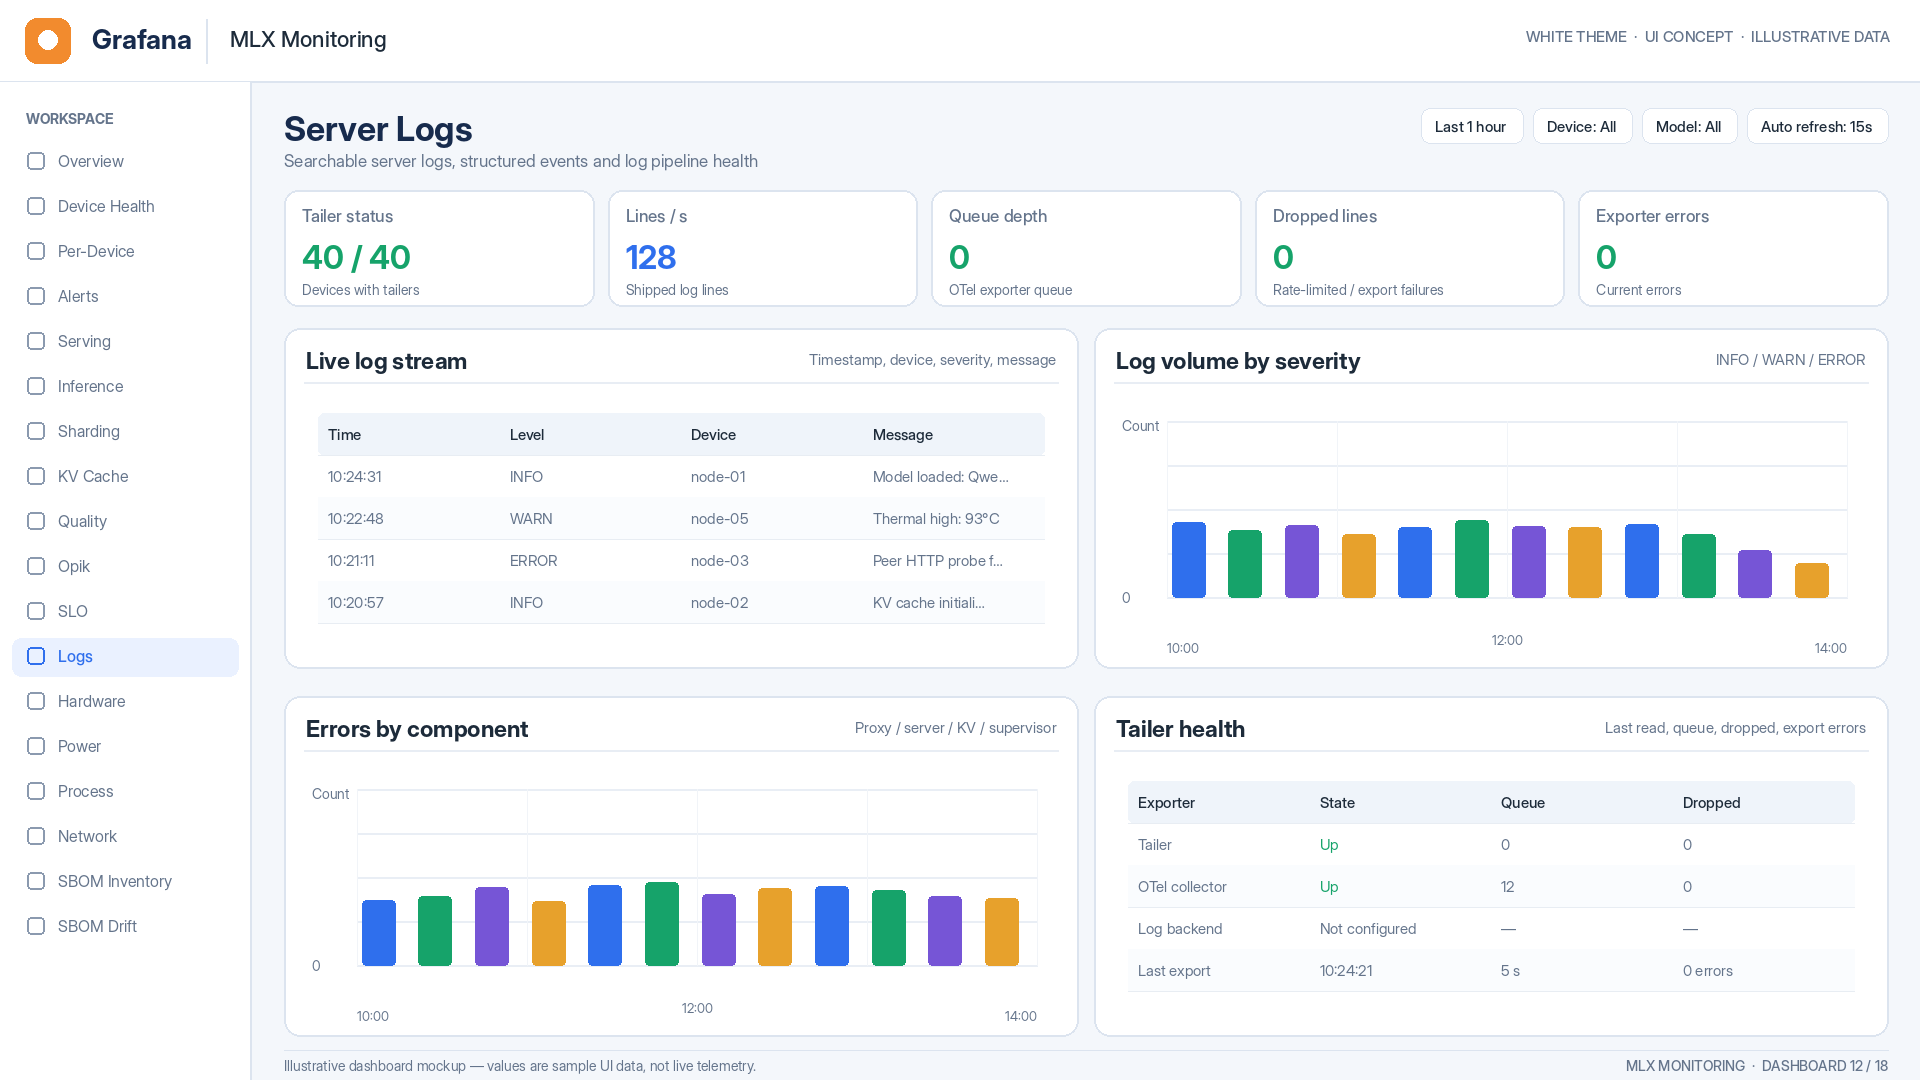 Grafana
MLX Monitoring
WHITE THEME · UI CONCEPT · ILLUSTRATIVE DATA
WORKSPACE
Overview
Device Health
Per-Device
Alerts
Serving
Inference
Sharding
KV Cache
Quality
Opik
SLO
Logs
Hardware
Power
Process
Network
SBOM Inventory
SBOM Drift
Server Logs
Searchable server logs, structured events and log pipeline health
Last 1 hour
Device: All
Model: All
Auto refresh: 15s
Tailer status
40 / 40
Devices with tailers
Lines / s
128
Shipped log lines
Queue depth
0
OTel exporter queue
Dropped lines
0
Rate-limited / export failures
Exporter errors
0
Current errors
Live log stream
Timestamp, device, severity, message
Time Level Device Message
10:24:31 INFO node-01 Model loaded: Qwe...
10:22:48 WARN node-05 Thermal high: 93°C
10:21:11 ERROR node-03 Peer HTTP probe f...
10:20:57 INFO node-02 KV cache initiali...
Log volume by severity
INFO / WARN / ERROR
Count
0
10:00 12:00 14:00
Errors by component
Proxy / server / KV / supervisor
Count
0
10:00 12:00 14:00
Tailer health
Last read, queue, dropped, export errors
Exporter State Queue Dropped
Tailer Up 0 0
OTel collector Up 12 0
Log backend Not configured — —
Last export 10:24:21 5 s 0 errors
Illustrative dashboard mockup — values are sample UI data, not live telemetry.
MLX MONITORING · DASHBOARD 12 / 18